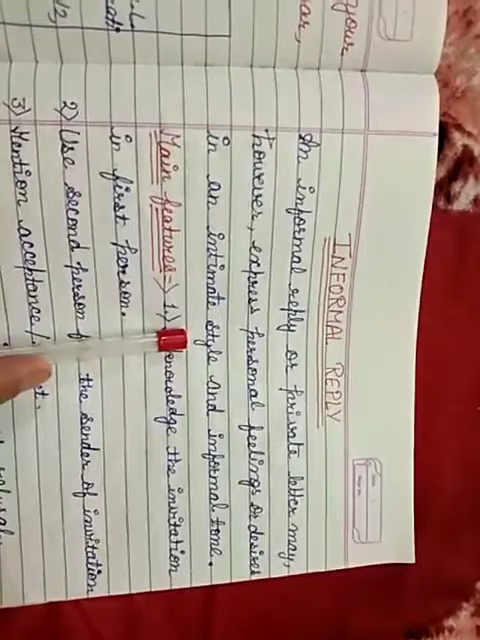 your
INFORMAL REPLY
An informal reply or private letter may,
however, express personal feelings or desires
in an intimate style and informal tone.
Main features=> 1) knowledge the invitation
in first person.
2) Use second person f the sender of invitation
3) Mention acceptance/